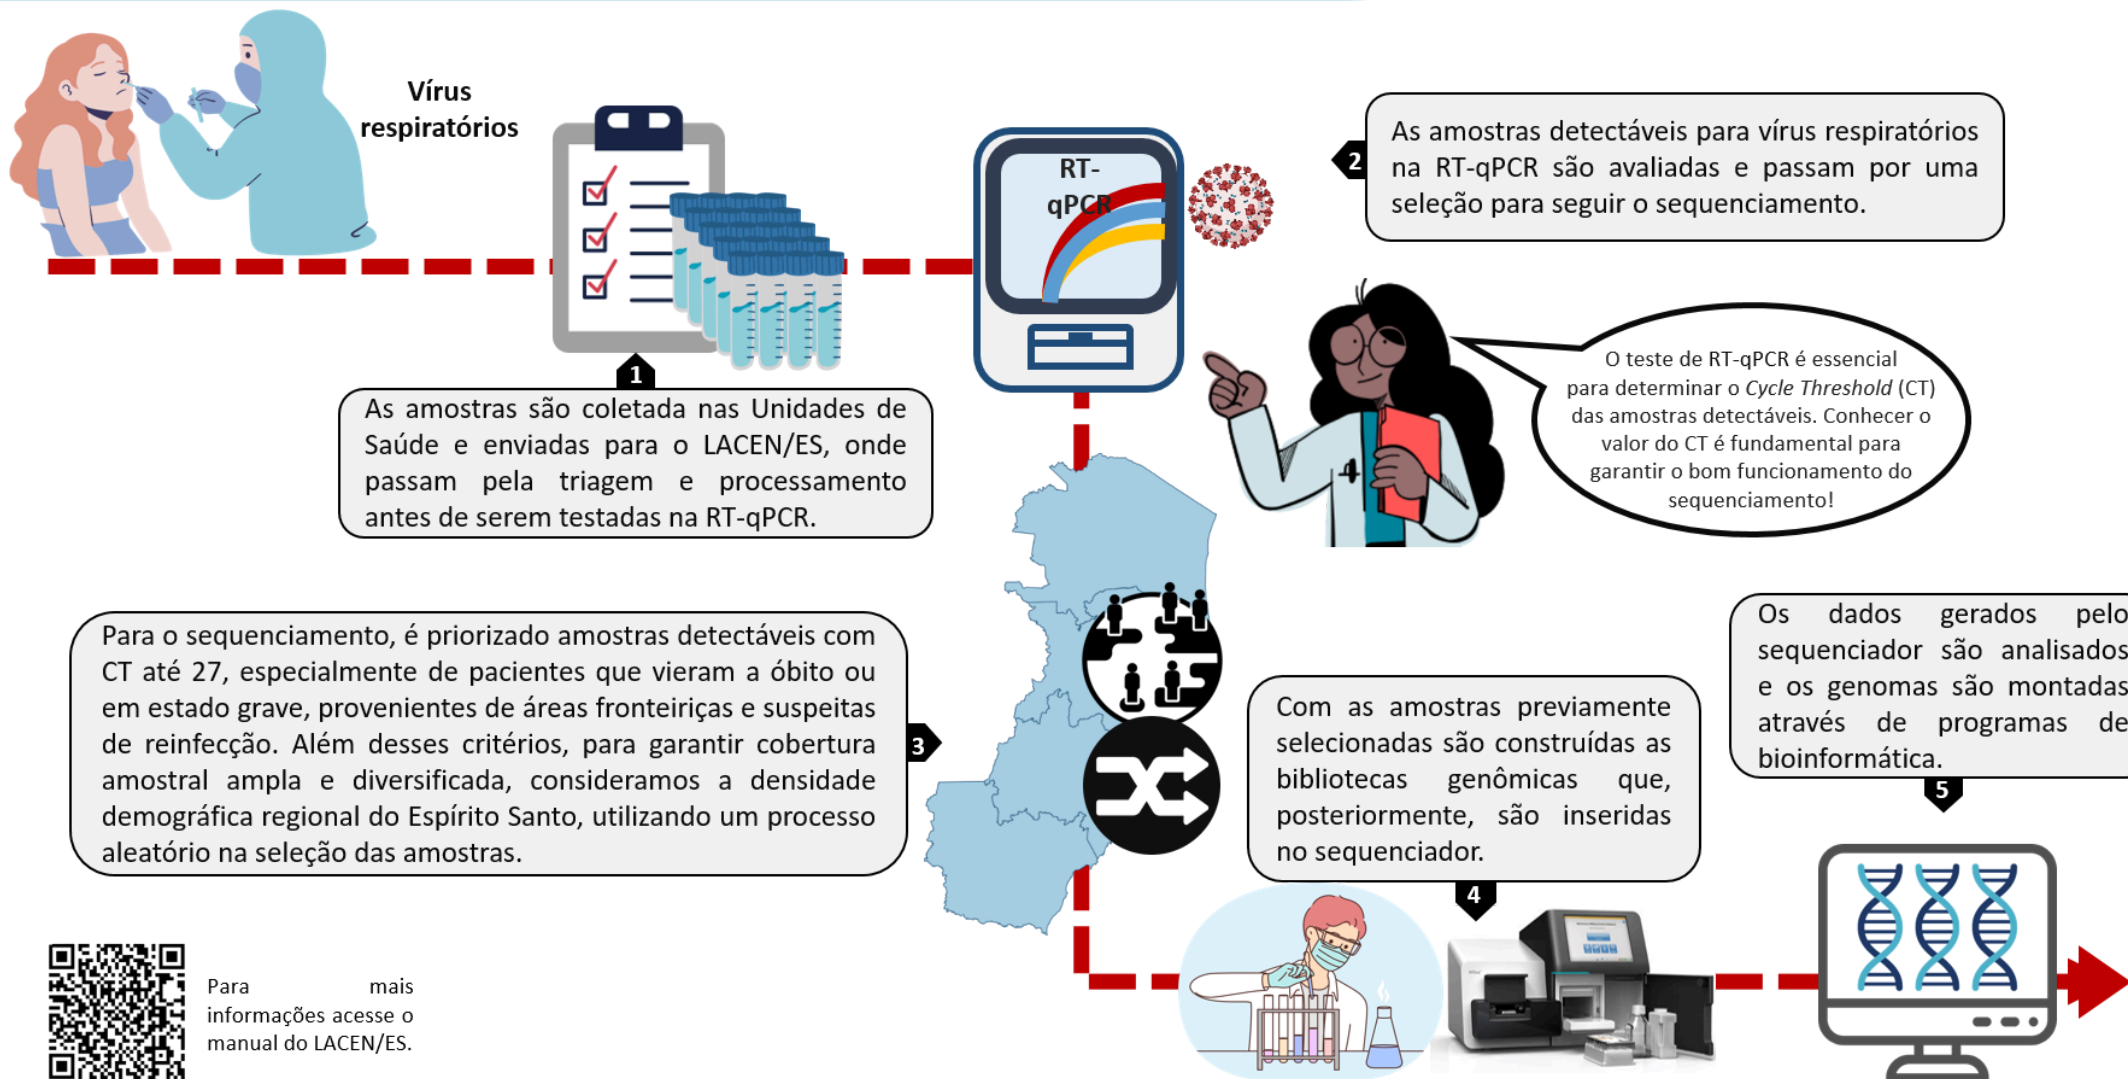 Vírus
respiratórios
RT-
qPCR
1
As amostras são coletada nas Unidades de
Saúde e enviadas para o LACEN/ES, onde
passam pela triagem e processamento
antes de serem testadas na RT-qPCR.
2
As amostras detectáveis para vírus respiratórios
na RT-qPCR são avaliadas e passam por uma
seleção para seguir o sequenciamento.
O teste de RT-qPCR é essencial
para determinar o Cycle Threshold (CT)
das amostras detectáveis. Conhecer o
valor do CT é fundamental para
garantir o bom funcionamento do
sequenciamento!
Para o sequenciamento, é priorizado amostras detectáveis com
CT até 27, especialmente de pacientes que vieram a óbito ou
em estado grave, provenientes de áreas fronteiriças e suspeitas
de reinfecção. Além desses critérios, para garantir cobertura
amostral ampla e diversificada, consideramos a densidade
demográfica regional do Espírito Santo, utilizando um processo
aleatório na seleção das amostras.
3
Com as amostras previamente
selecionadas são construídas as
bibliotecas genômicas que,
posteriormente, são inseridas
no sequenciador.
4
Os dados gerados pelo
sequenciador são analisados
e os genomas são montadas
através de programas de
bioinformática.
5
Para mais
informações acesse o
manual do LACEN/ES.